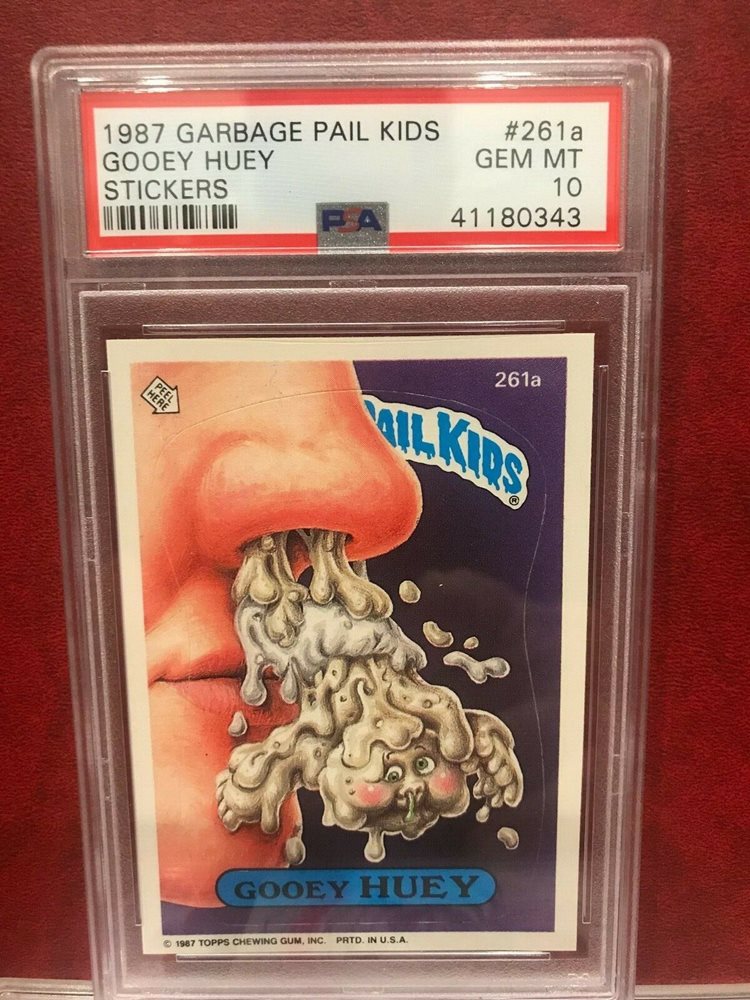 1987 GARBAGE PAIL KIDS #261a
GOOEY HUEY GEM MT
STICKERS 10
PSA 41180343
PEEL
HERE
261a
AIL KIDS®
GOOEY HUEY
© 1987 TOPPS CHEWING GUM, INC. PRTD. IN U.S.A.